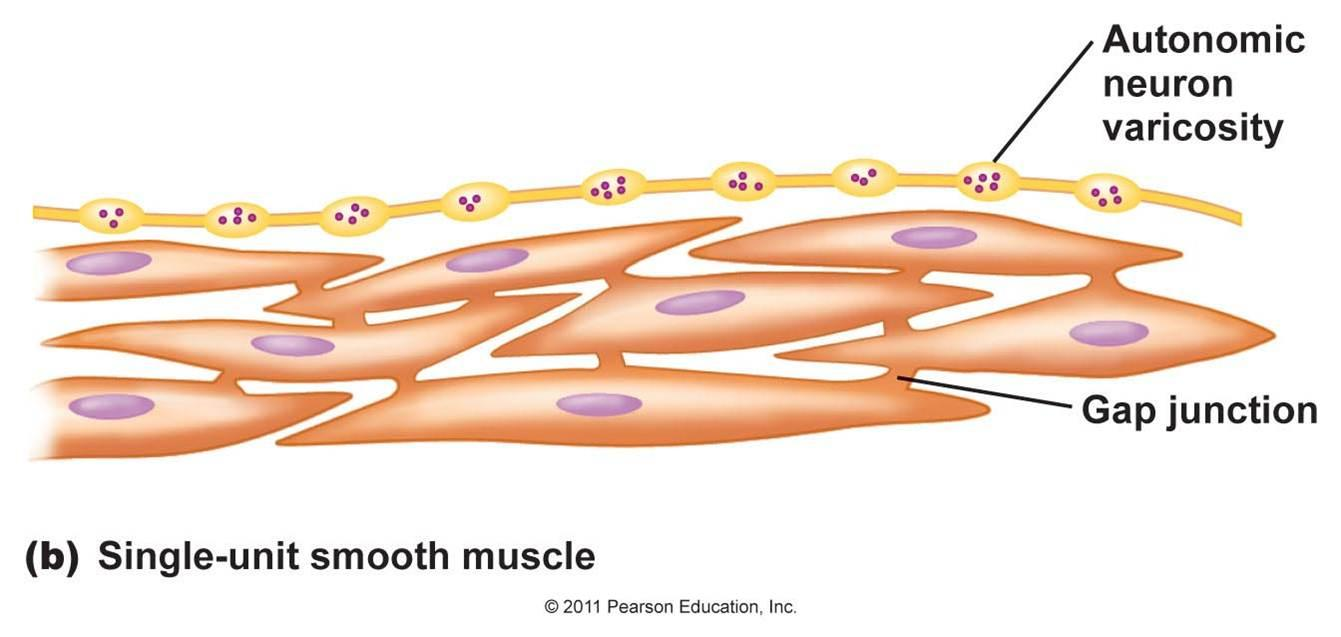 Autonomic
neuron
varicosity
Gap junction
(b) Single-unit smooth muscle
© 2011 Pearson Education, Inc.